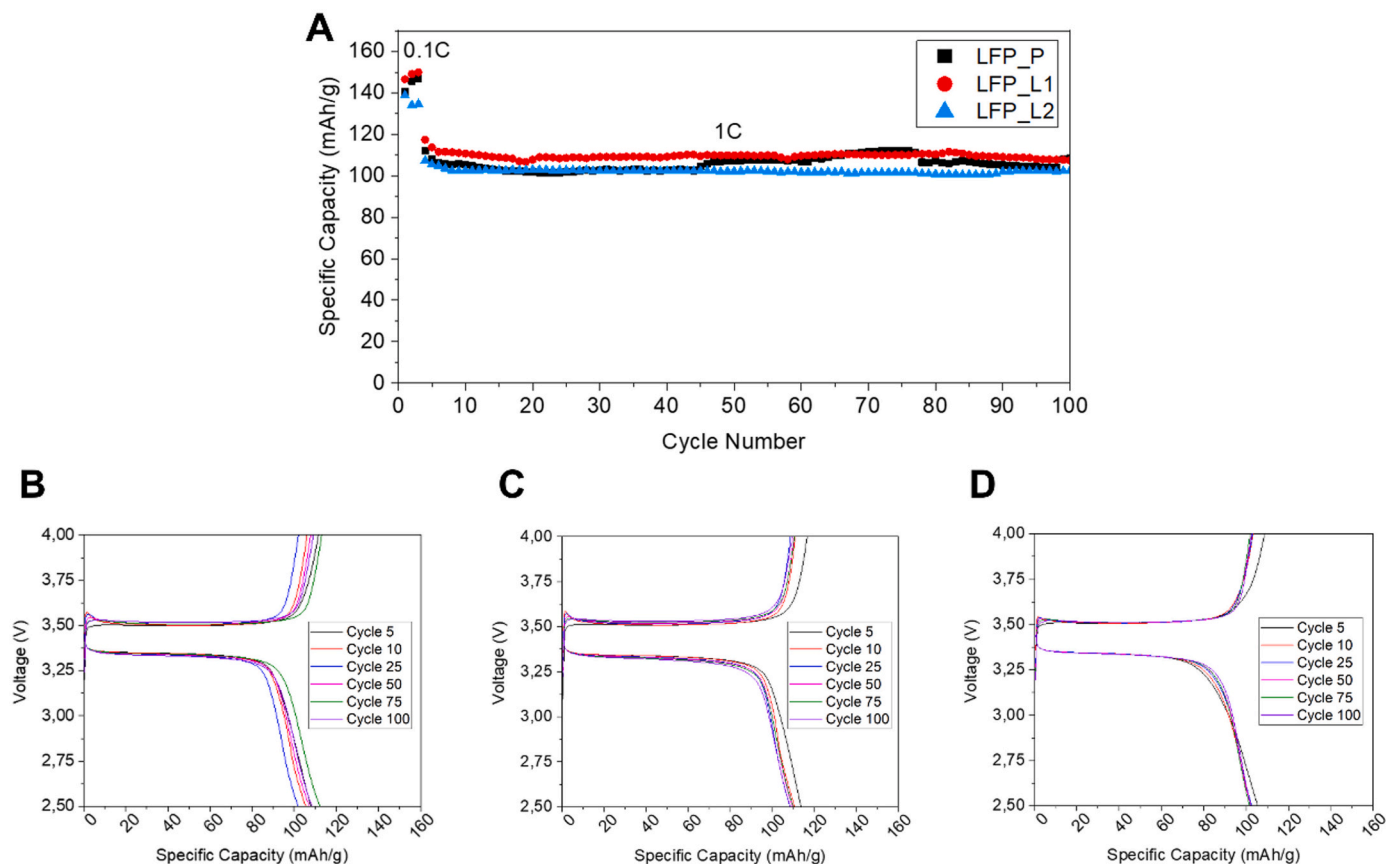 A
Specific Capacity (mAh/g)
160
140
120
100
80
60
40
20
0
0.1C
1C
LFP_P
LFP_L1
LFP_L2
0 10 20 30 40 50 60 70 80 90 100
Cycle Number
B
Voltage (V)
4,00
3,75
3,50
3,25
3,00
2,75
2,50
Cycle 5
Cycle 10
Cycle 25
Cycle 50
Cycle 75
Cycle 100
0 20 40 60 80 100 120 140 160
Specific Capacity (mAh/g)
C
Voltage (V)
4,00
3,75
3,50
3,25
3,00
2,75
2,50
Cycle 5
Cycle 10
Cycle 25
Cycle 50
Cycle 75
Cycle 100
0 20 40 60 80 100 120 140 160
Specific Capacity (mAh/g)
D
Voltage (V)
4,00
3,75
3,50
3,25
3,00
2,75
2,50
Cycle 5
Cycle 10
Cycle 25
Cycle 50
Cycle 75
Cycle 100
0 20 40 60 80 100 120 140 160
Specific Capacity (mAh/g)